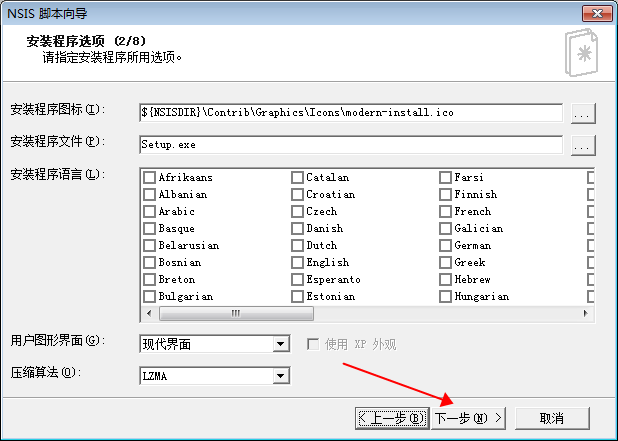 NSIS 脚本向导
安装程序选项 (2/8)
请指定安装程序所用选项。
安装程序图标(I):
${NSISDIR}\Contrib\Graphics\Icons\modern-install.ico
...
安装程序文件(F):
Setup.exe
...
安装程序语言(L):
Afrikaans Catalan Farsi
Albanian Croatian Finnish
Arabic Czech French
Basque Danish Galician
Belarusian Dutch German
Bosnian English Greek
Breton Esperanto Hebrew
Bulgarian Estonian Hungarian
用户图形界面(G):
现代界面
使用 XP 外观
压缩算法(O):
LZMA
< 上一步(B)
下一步(N) >
取消